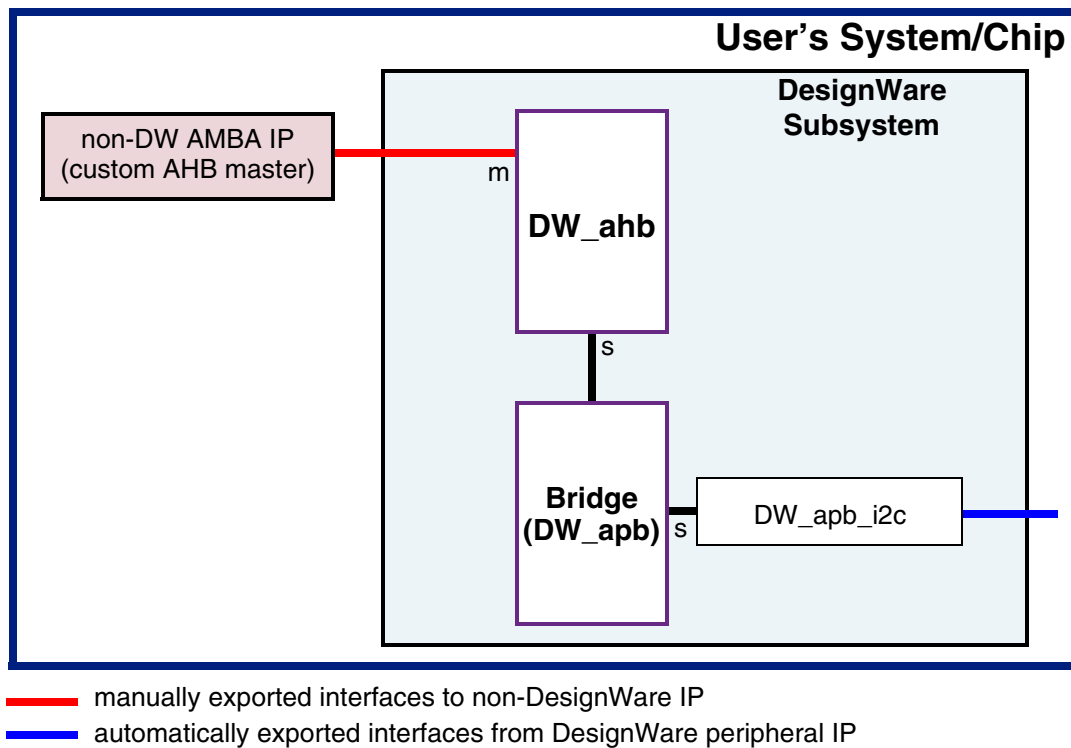 User's System/Chip
DesignWare
Subsystem
non-DW AMBA IP
(custom AHB master)
m
DW_ahb
s
Bridge
(DW_apb)
s
DW_apb_i2c
manually exported interfaces to non-DesignWare IP
automatically exported interfaces from DesignWare peripheral IP